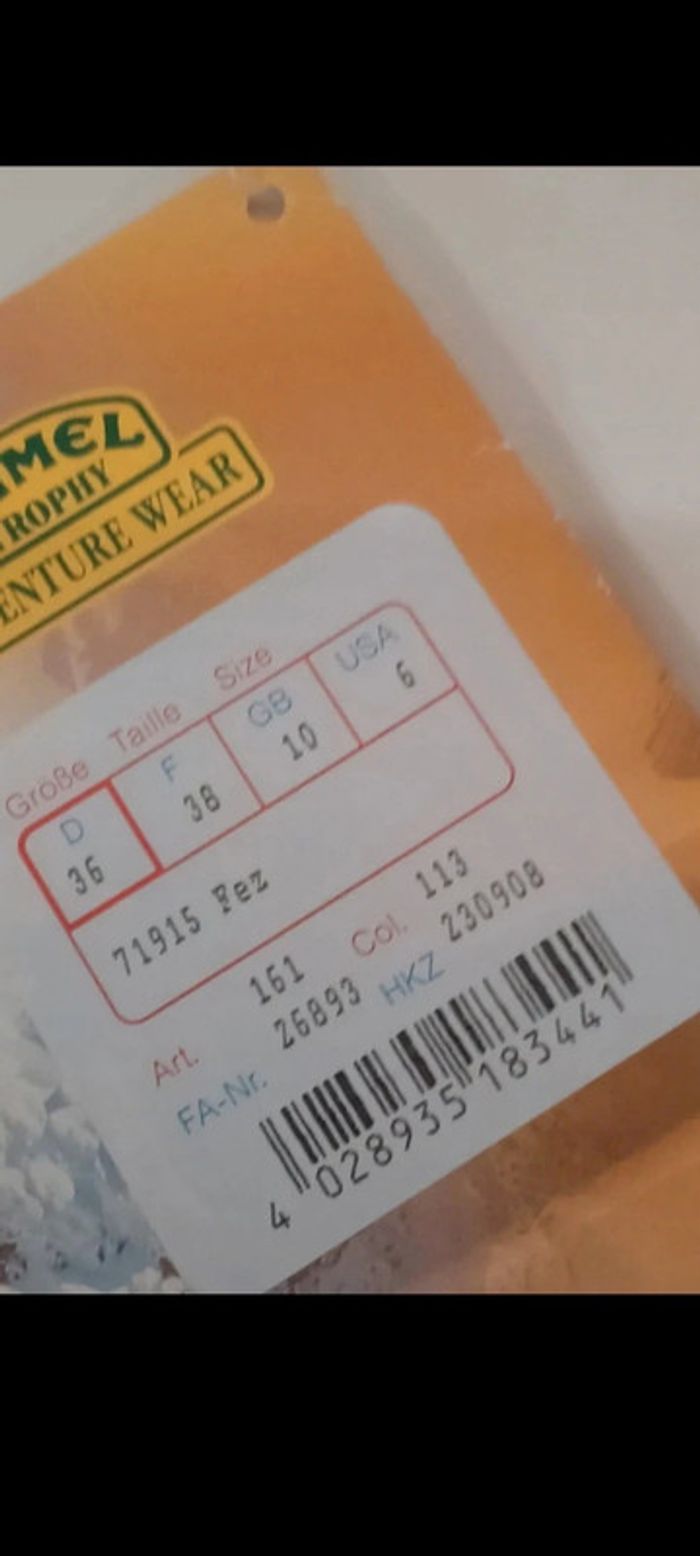 MEL
TROPHY
ENTURE WEAR
Größe Taille Size
D F GB USA
36 38 10 6
71915 Fez
Art. 161 Col. 113
FA-Nr. 26893 HKZ 230908
4 028935 183441